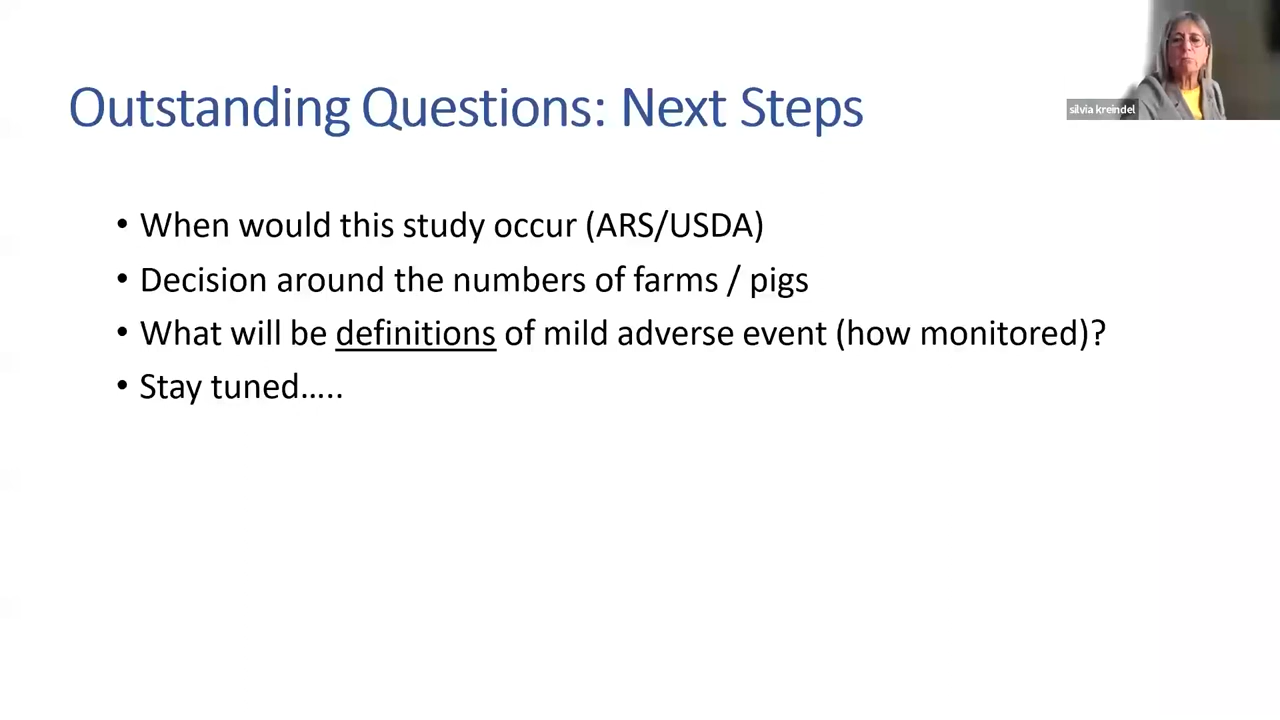 Outstanding Questions: Next Steps
silvia kreindel
• When would this study occur (ARS/USDA)
• Decision around the numbers of farms / pigs
• What will be definitions of mild adverse event (how monitored)?
• Stay tuned…..